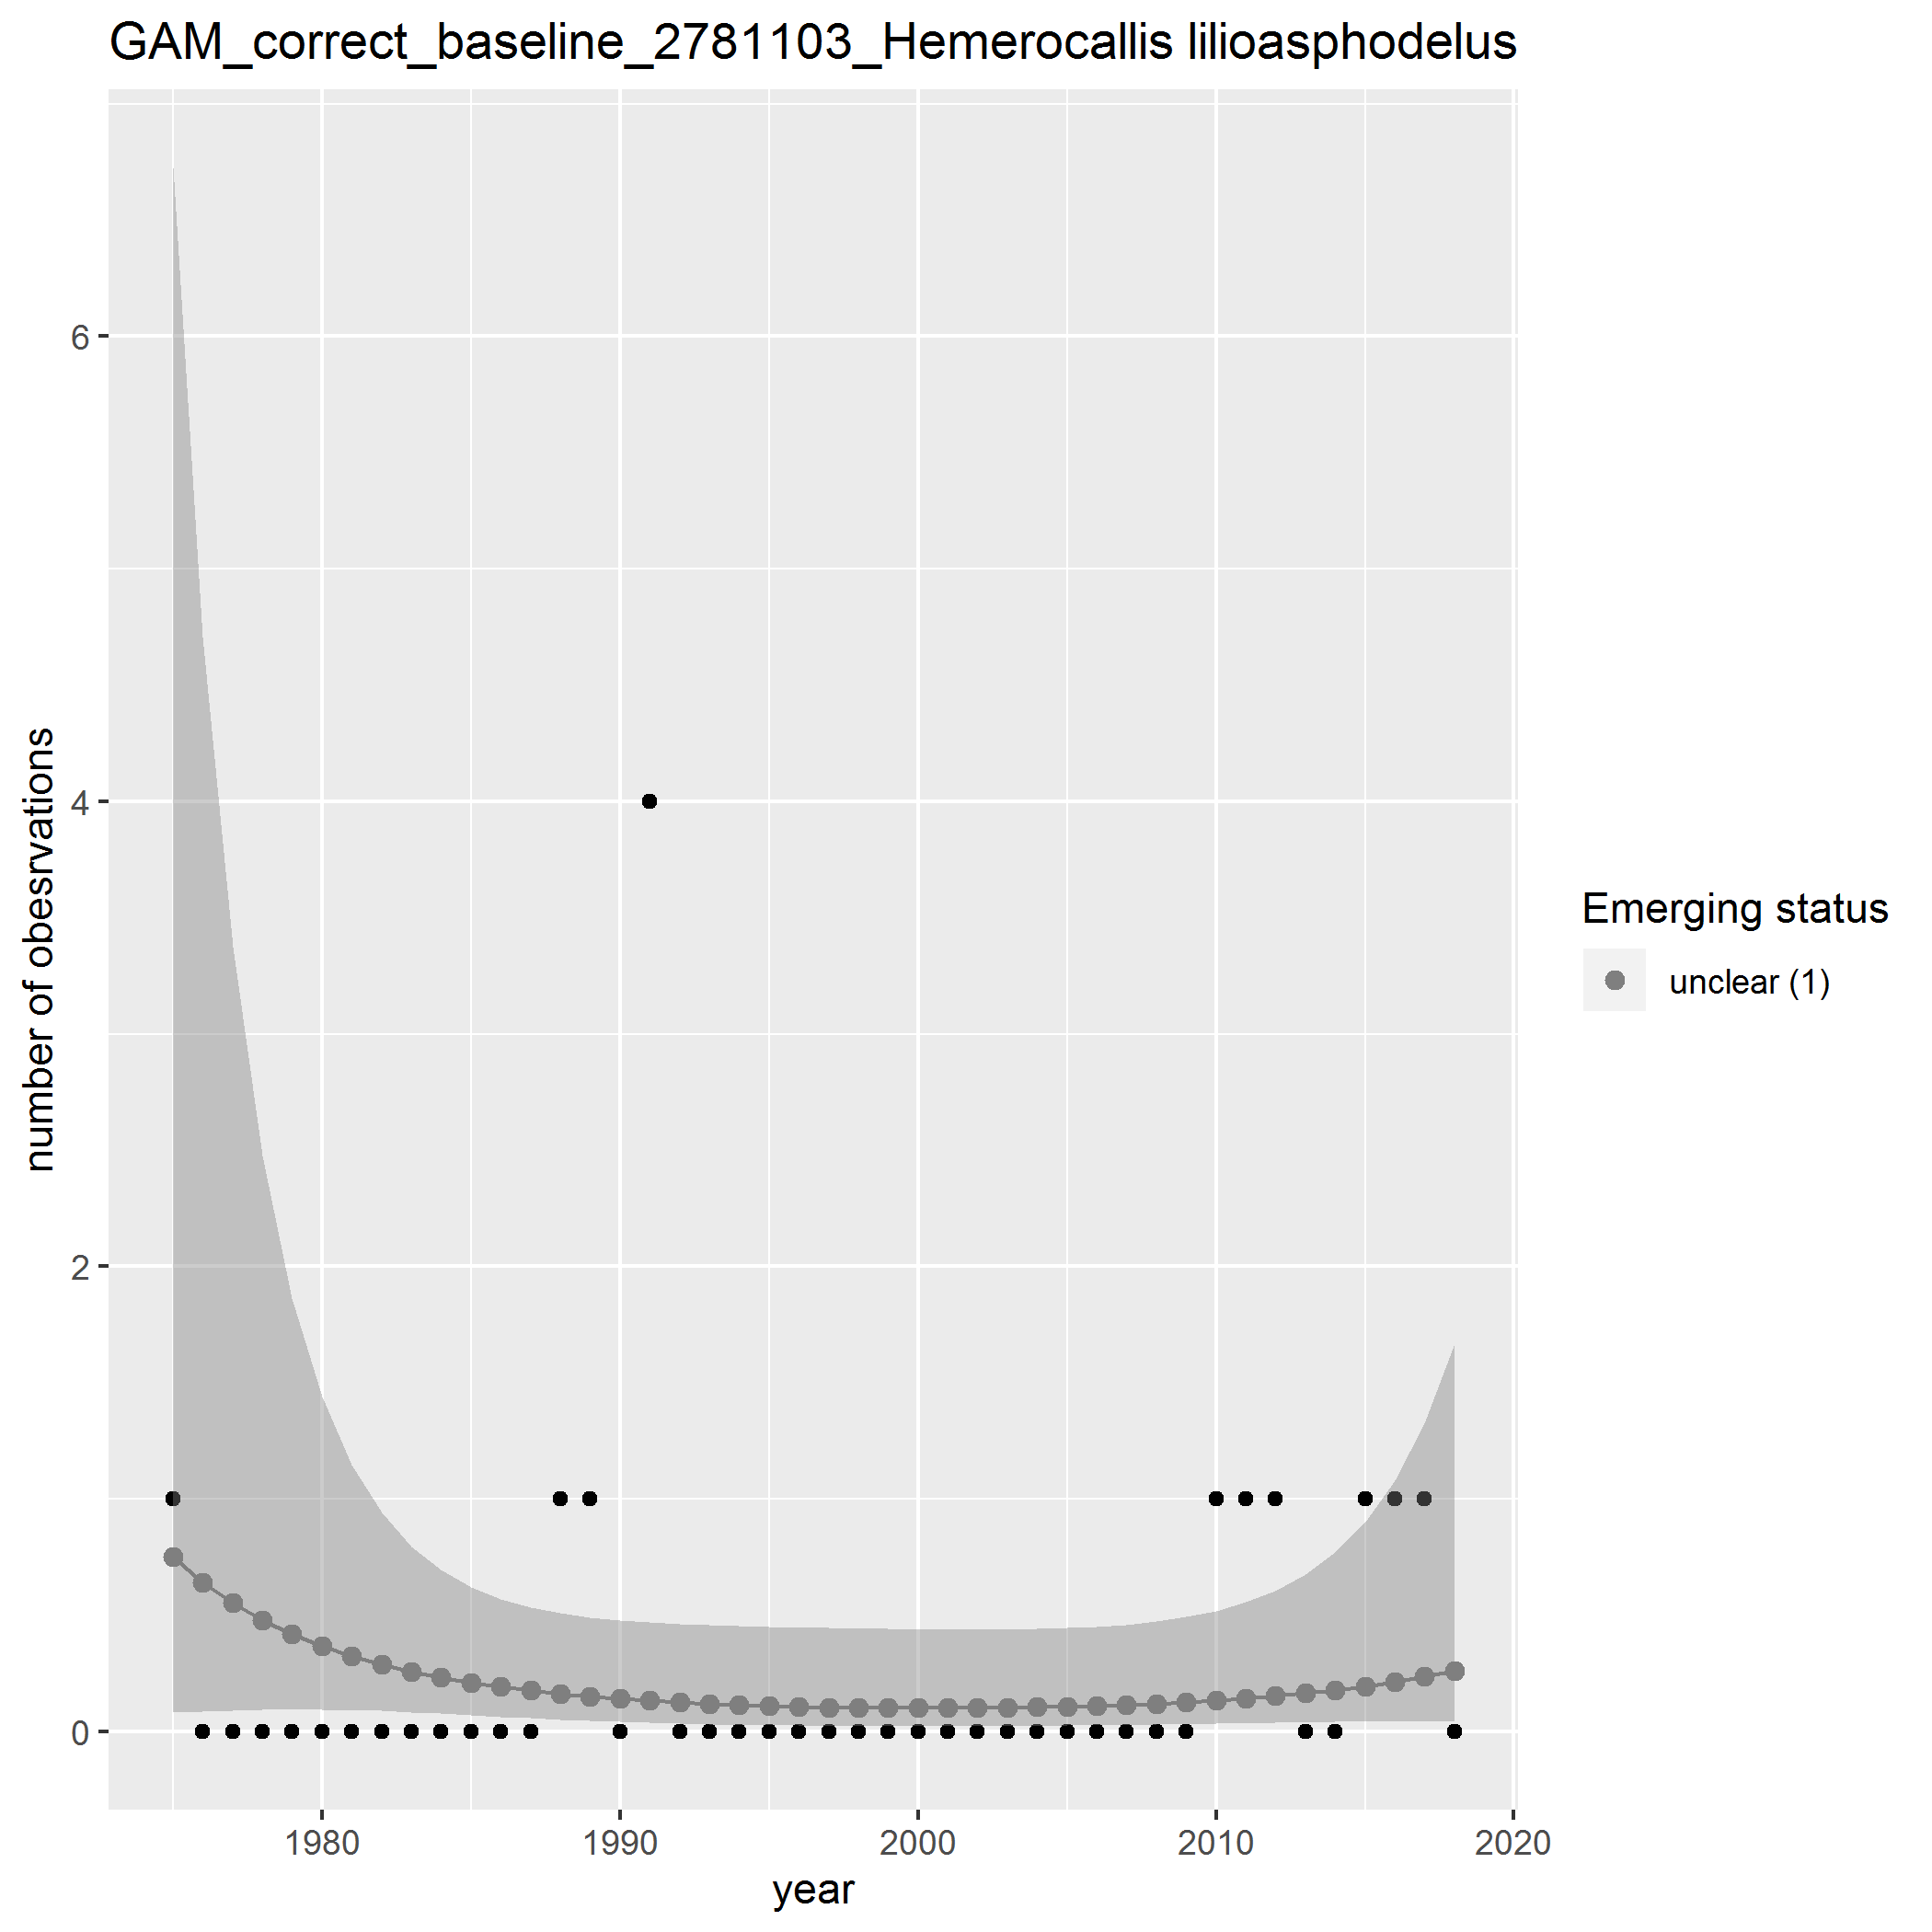 GAM_correct_baseline_2781103_Hemerocallis lilioasphodelus
number of obesrvations
6
4
2
0
1980
1990
2000
2010
2020
year
Emerging status
unclear (1)